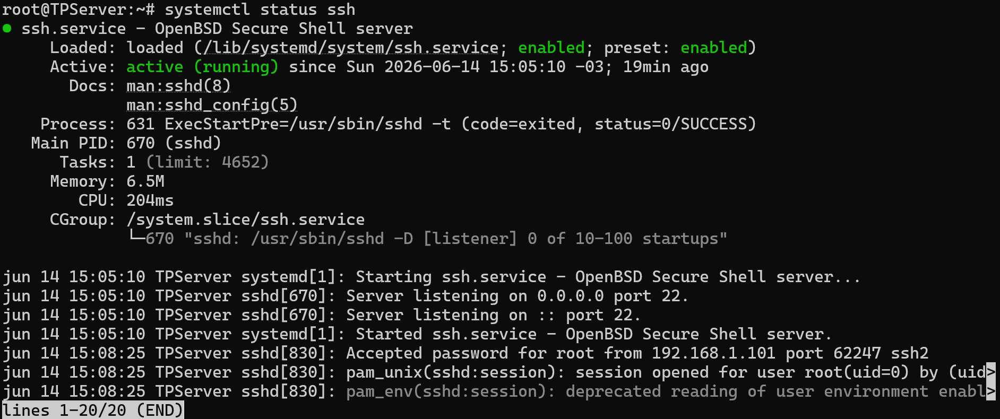 root@TPServer:~# systemctl status ssh
● ssh.service - OpenBSD Secure Shell server
     Loaded: loaded (/lib/systemd/system/ssh.service; enabled; preset: enabled)
     Active: active (running) since Sun 2026-06-14 15:05:10 -03; 19min ago
       Docs: man:sshd(8)
             man:sshd_config(5)
    Process: 631 ExecStartPre=/usr/sbin/sshd -t (code=exited, status=0/SUCCESS)
   Main PID: 670 (sshd)
      Tasks: 1 (limit: 4652)
     Memory: 6.5M
        CPU: 204ms
     CGroup: /system.slice/ssh.service
             └─670 "sshd: /usr/sbin/sshd -D [listener] 0 of 10-100 startups"

jun 14 15:05:10 TPServer systemd[1]: Starting ssh.service - OpenBSD Secure Shell server...
jun 14 15:05:10 TPServer sshd[670]: Server listening on 0.0.0.0 port 22.
jun 14 15:05:10 TPServer sshd[670]: Server listening on :: port 22.
jun 14 15:05:10 TPServer systemd[1]: Started ssh.service - OpenBSD Secure Shell server.
jun 14 15:08:25 TPServer sshd[830]: Accepted password for root from 192.168.1.101 port 62247 ssh2
jun 14 15:08:25 TPServer sshd[830]: pam_unix(sshd:session): session opened for user root(uid=0) by (uid>
jun 14 15:08:25 TPServer sshd[830]: pam_env(sshd:session): deprecated reading of user environment enabl>
lines 1-20/20 (END)